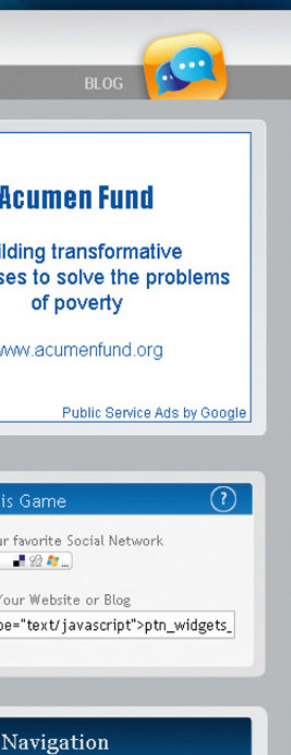 BLOG
Acumen Fund
ilding transformative
ses to solve the problems
of poverty
www.acumenfund.org
Public Service Ads by Google
is Game
?
ur favorite Social Network
...
Your Website or Blog
pe="text/javascript">ptn_widgets_
Navigation